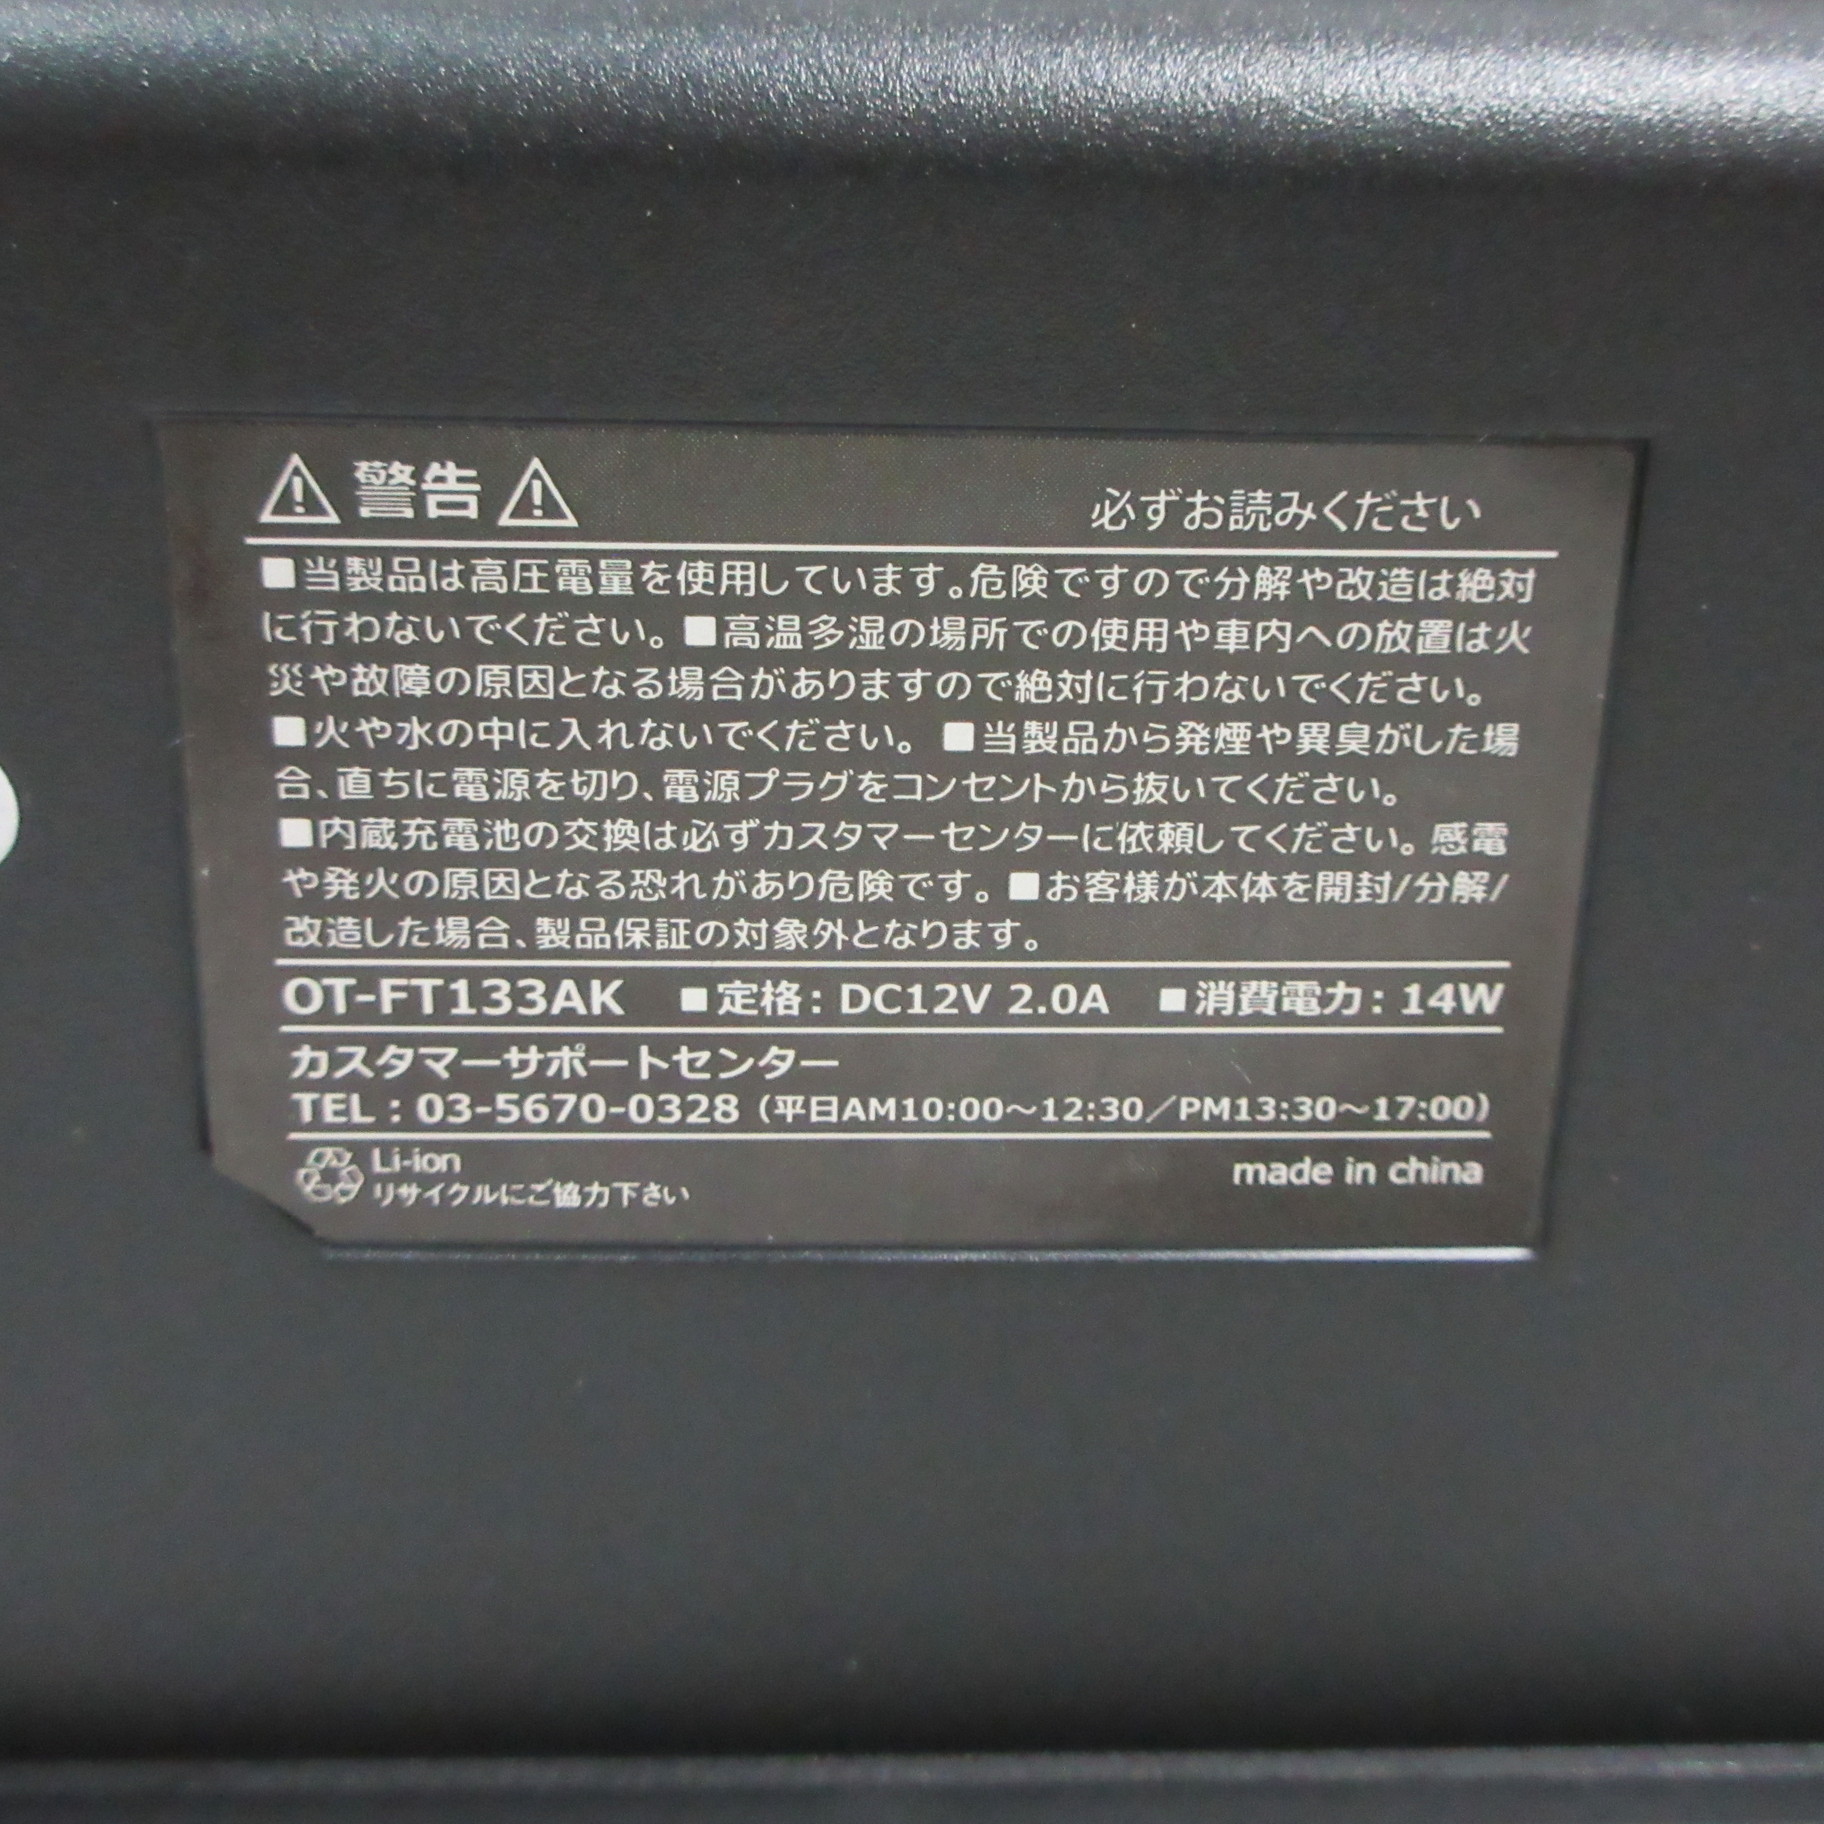 ⚠警告⚠ 必ずお読みください
■当製品は高圧電量を使用しています。危険ですので分解や改造は絶対
に行わないでください。■高温多湿の場所での使用や車内への放置は火
災や故障の原因となる場合がありますので絶対に行わないでください。
■火や水の中に入れないでください。■当製品から発煙や異臭がした場
合、直ちに電源を切り、電源プラグをコンセントから抜いてください。
■内蔵充電池の交換は必ずカスタマーセンターに依頼してください。感電
や発火の原因となる恐れがあり危険です。■お客様が本体を開封/分解/
改造した場合、製品保証の対象外となります。
OT-FT133AK ■定格：DC12V 2.0A ■消費電力：14W
カスタマーサポートセンター
TEL：03-5670-0328（平日AM10:00～12:30／PM13:30～17:00）
Li-ion
リサイクルにご協力下さい
made in china